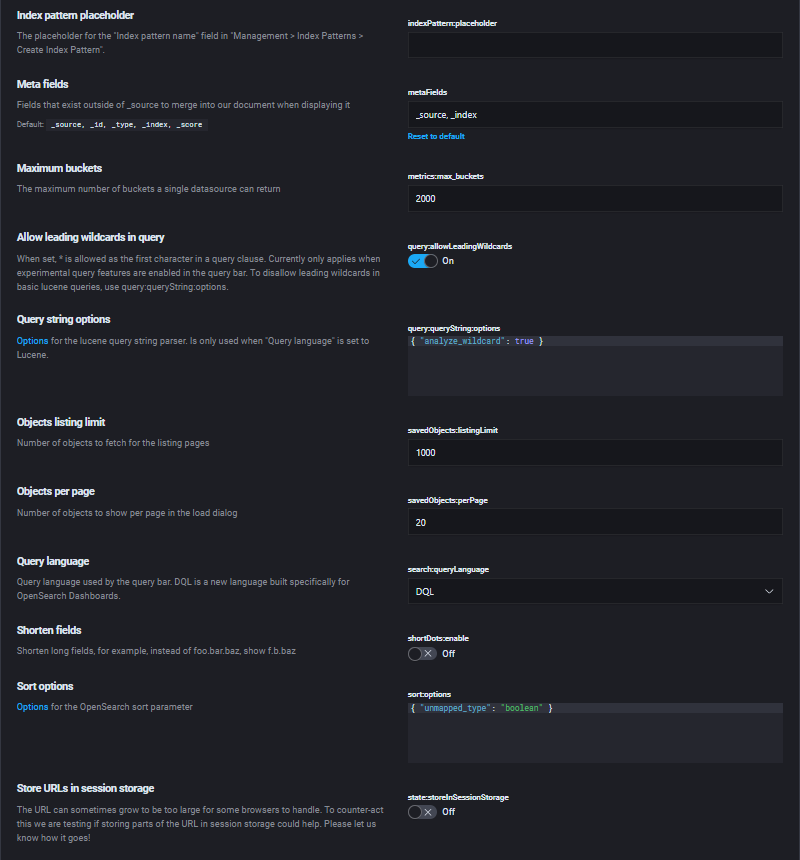 Index pattern placeholder
The placeholder for the "Index pattern name" field in "Management > Index Patterns >
Create Index Pattern".
indexPattern:placeholder
Meta fields
Fields that exist outside of _source to merge into our document when displaying it
Default: _source, _id, _type, _index, _score
metaFields
_source, _index
Reset to default
Maximum buckets
The maximum number of buckets a single datasource can return
metrics:max_buckets
2000
Allow leading wildcards in query
When set, * is allowed as the first character in a query clause. Currently only applies when
experimental query features are enabled in the query bar. To disallow leading wildcards in
basic lucene queries, use query:queryString:options.
query:allowLeadingWildcards
On
Query string options
Options for the lucene query string parser. Is only used when "Query language" is set to
Lucene.
query:queryString:options
{ "analyze_wildcard": true }
Objects listing limit
Number of objects to fetch for the listing pages
savedObjects:listingLimit
1000
Objects per page
Number of objects to show per page in the load dialog
savedObjects:perPage
20
Query language
Query language used by the query bar. DQL is a new language built specifically for
OpenSearch Dashboards.
search:queryLanguage
DQL
Shorten fields
Shorten long fields, for example, instead of foo.bar.baz, show f.b.baz
shortDots:enable
Off
Sort options
Options for the OpenSearch sort parameter
sort:options
{ "unmapped_type": "boolean" }
Store URLs in session storage
The URL can sometimes grow to be too large for some browsers to handle. To counter-act
this we are testing if storing parts of the URL in session storage could help. Please let us
know how it goes!
state:storeInSessionStorage
Off